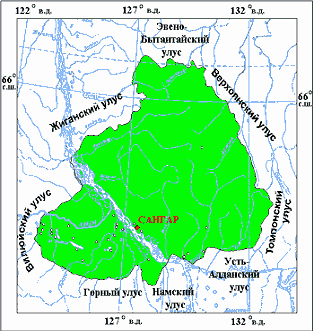 122° в.д.
127° в.д.
132° в.д.
Эвено-
Бытантайский
улус
66°
с.ш.
66°
с.ш.
Жиганский улус
Верхоянский улус
Вилюйский улус
САНГАР
Томпонский
улус
Усть-
Алданский
улус
Горный улус
Намский
улус
127° в.д.
132° в.д.